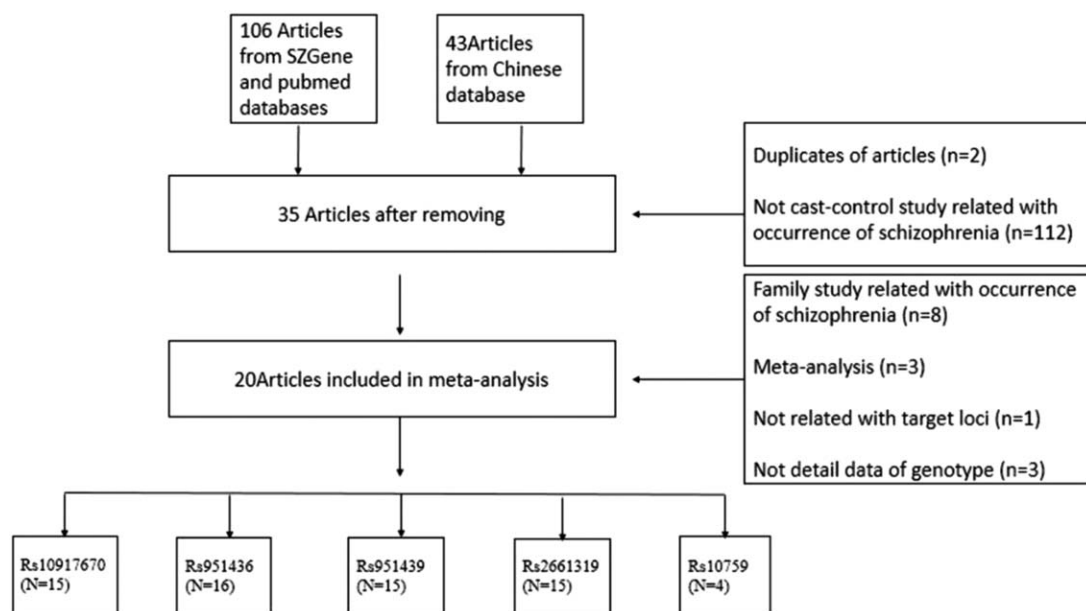 106 Articles
from SZGene
and pubmed
databases
43Articles
from Chinese
database
Duplicates of articles (n=2)
Not cast-control study related with
occurrence of schizophrenia (n=112)
35 Articles after removing
Family study related with occurrence
of schizophrenia (n=8)
Meta-analysis (n=3)
Not related with target loci (n=1)
Not detail data of genotype (n=3)
20Articles included in meta-analysis
Rs10917670
(N=15)
Rs951436
(N=16)
Rs951439
(N=15)
Rs2661319
(N=15)
Rs10759
(N=4)